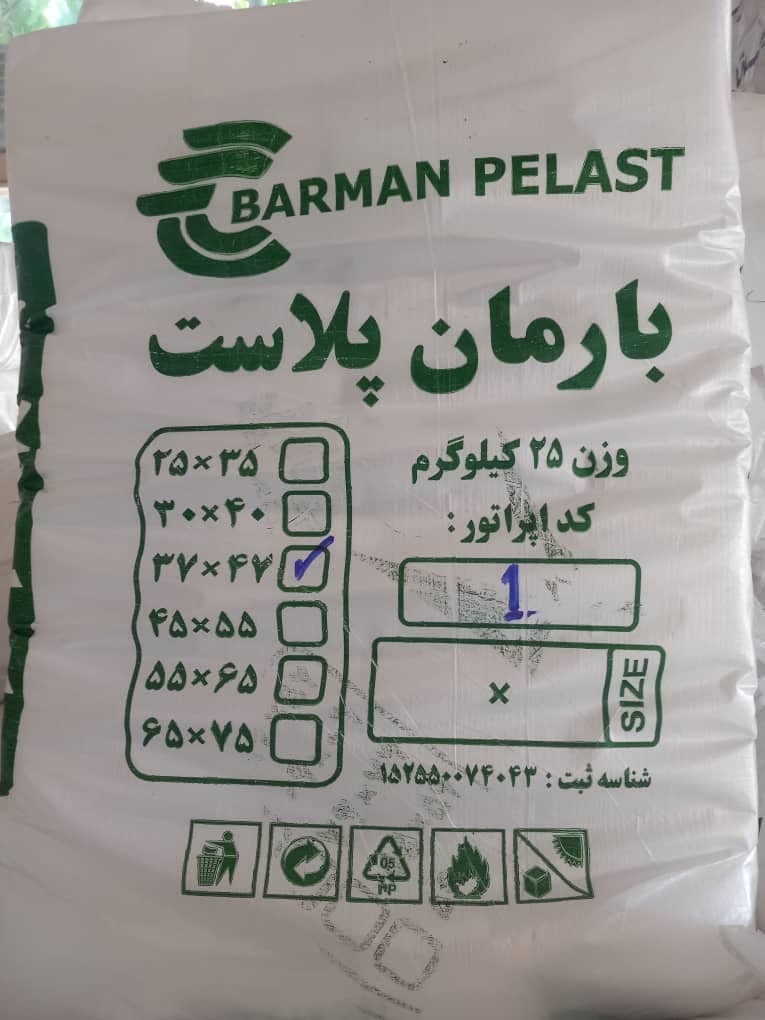 BARMAN PELAST
بارمان پلاست
وزن ۲۵ کیلوگرم
کد اپراتور :
1
× SIZE
۲۵×۳۵
۳۰×۴۰
۳۷×۴۷
۴۵×۵۵
۵۵×۶۵
۶۵×۷۵
شناسه ثبت : ۱۵۲۵۵۰۰۷۴۰۴۳
05
PP